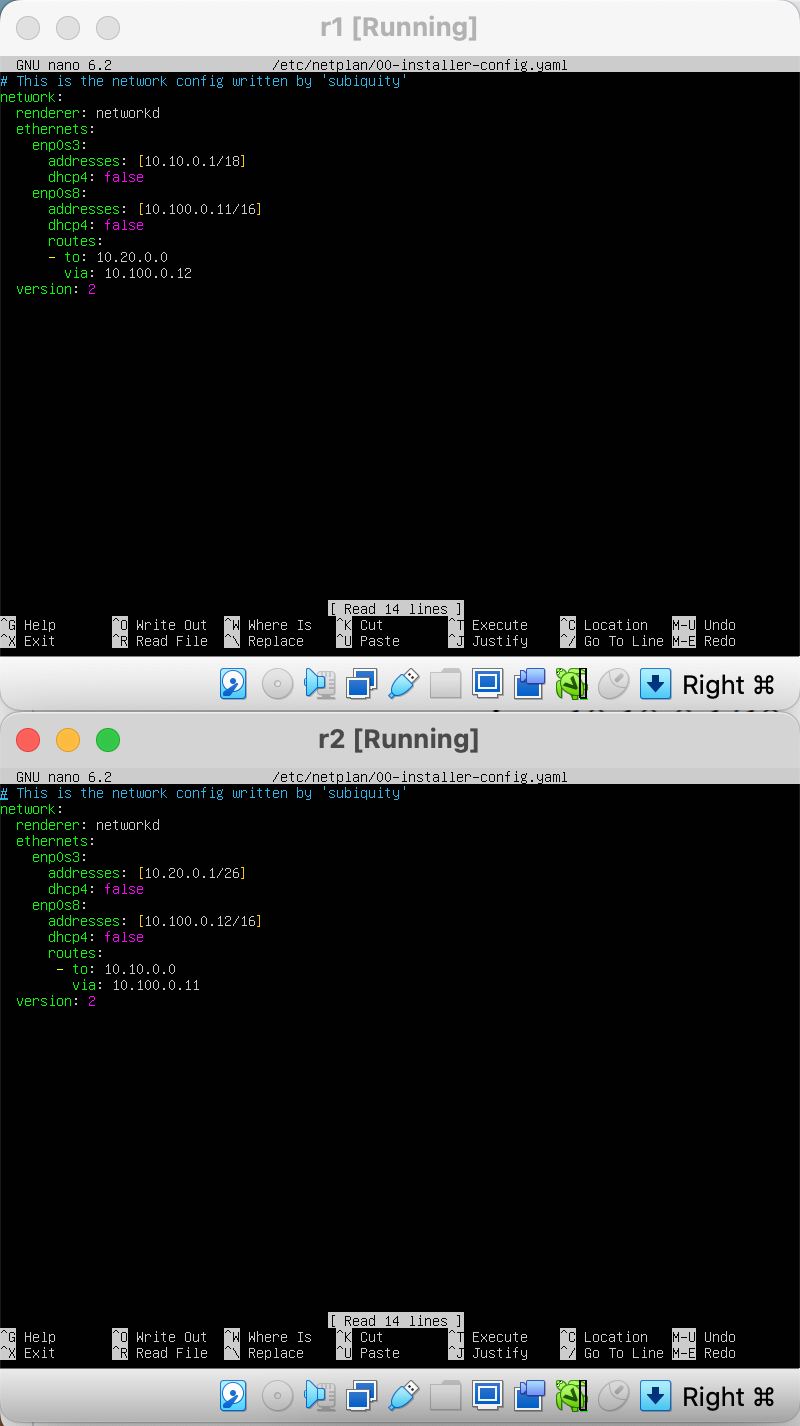 r1 [Running]
GNU nano 6.2 /etc/netplan/00-installer-config.yaml
# This is the network config written by 'subiquity'
network:
  renderer: networkd
  ethernets:
    enp0s3:
      addresses: [10.10.0.1/18]
      dhcp4: false
    enp0s8:
      addresses: [10.100.0.11/16]
      dhcp4: false
      routes:
      - to: 10.20.0.0
        via: 10.100.0.12
  version: 2
[ Read 14 lines ]
^G Help ^O Write Out ^W Where Is ^K Cut ^T Execute ^C Location M-U Undo
^X Exit ^R Read File ^\ Replace ^U Paste ^J Justify ^/ Go To Line M-E Redo
Right ⌘
r2 [Running]
GNU nano 6.2 /etc/netplan/00-installer-config.yaml
# This is the network config written by 'subiquity'
network:
  renderer: networkd
  ethernets:
    enp0s3:
      addresses: [10.20.0.1/26]
      dhcp4: false
    enp0s8:
      addresses: [10.100.0.12/16]
      dhcp4: false
      routes:
       - to: 10.10.0.0
         via: 10.100.0.11
  version: 2
[ Read 14 lines ]
^G Help ^O Write Out ^W Where Is ^K Cut ^T Execute ^C Location M-U Undo
^X Exit ^R Read File ^\ Replace ^U Paste ^J Justify ^/ Go To Line M-E Redo
Right ⌘